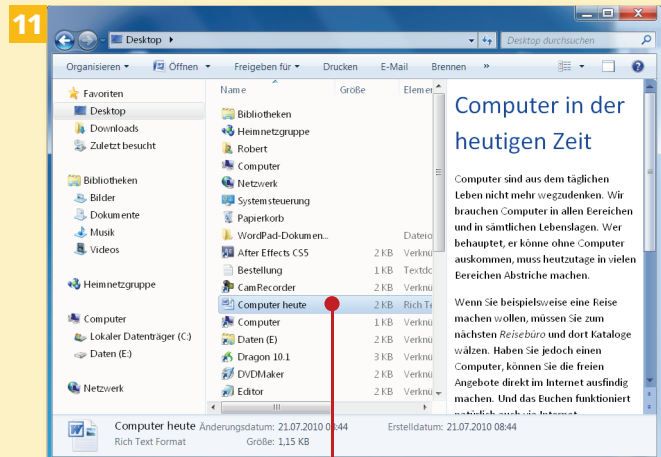 11
Desktop
Desktop durchsuchen
Organisieren Öffnen Freigeben für Drucken E-Mail Brennen »
Favoriten
Desktop
Downloads
Zuletzt besucht
Bibliotheken
Bilder
Dokumente
Musik
Videos
Heimnetzgruppe
Computer
Lokaler Datenträger (C:)
Daten (E:)
Netzwerk
Name Größe Elemen
Bibliotheken
Heimnetzgruppe
Robert
Computer
Netzwerk
Systemsteuerung
Papierkorb
WordPad-Dokumen... Dateio
After Effects CS5 2 KB Verknü
Bestellung 1 KB Textdo
CamRecorder 2 KB Verknü
Computer heute 2 KB Rich Te
Computer 1 KB Verknü
Daten (E) 2 KB Verknü
Dragon 10.1 3 KB Verknü
DVDMaker 2 KB Verknü
Editor 2 KB Verknü
Computer in der
heutigen Zeit
Computer sind aus dem täglichen
Leben nicht mehr wegzudenken. Wir
brauchen Computer in allen Bereichen
und in sämtlichen Lebenslagen. Wer
behauptet, er könne ohne Computer
auskommen, muss heutzutage in vielen
Bereichen Abstriche machen.
Wenn Sie beispielsweise eine Reise
machen wollen, müssen Sie zum
nächsten Reisebüro und dort Kataloge
wälzen. Haben Sie jedoch einen
Computer, können Sie die freien
Angebote direkt im Internet ausfindig
machen. Und das Buchen funktioniert
natürlich auch via Internet
Computer heute Änderungsdatum: 21.07.2010 08:44 Erstelldatum: 21.07.2010 08:44
Rich Text Format Größe: 1,15 KB